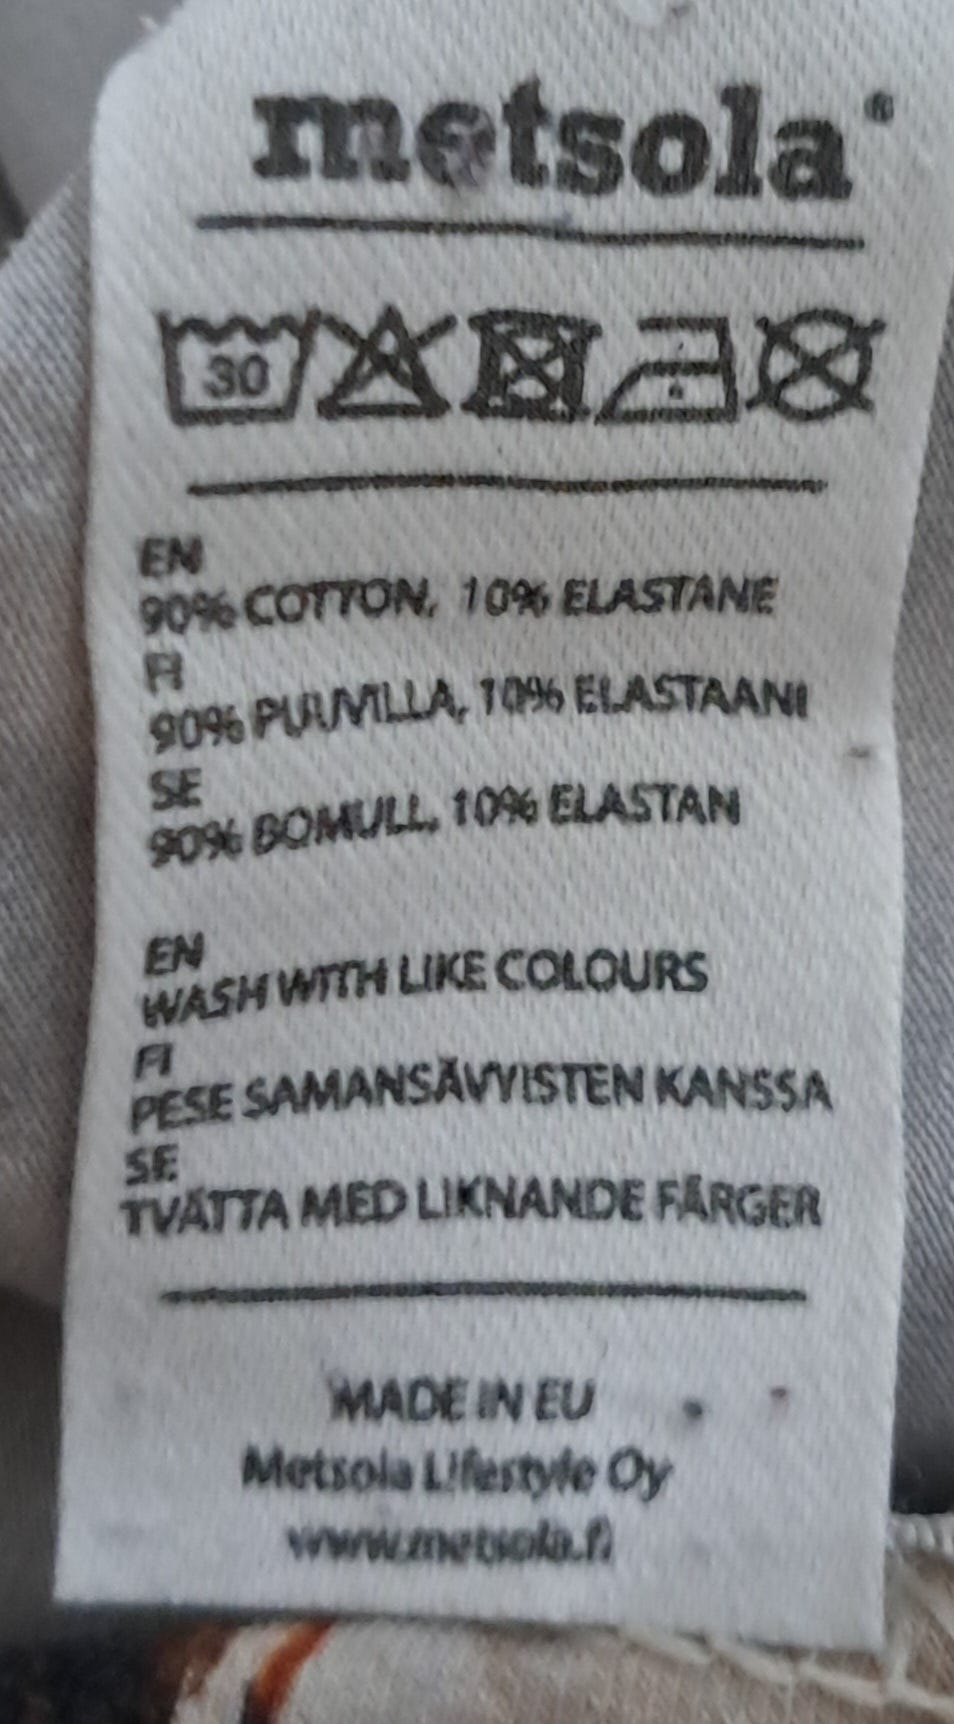 metsola®
30
EN
90% COTTON, 10% ELASTANE
FI
90% PUUVILLA, 10% ELASTAANI
SE
90% BOMULL, 10% ELASTAN
EN
WASH WITH LIKE COLOURS
FI
PESE SAMANSÄVYISTEN KANSSA
SE
TVÄTTA MED LIKNANDE FÄRGER
MADE IN EU
Metsola Lifestyle Oy
www.metsola.fi